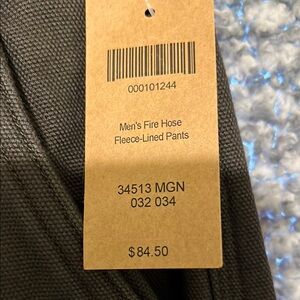 000101244
Men's Fire Hose
Fleece-Lined Pants
34513 MGN
032 034
$84.50